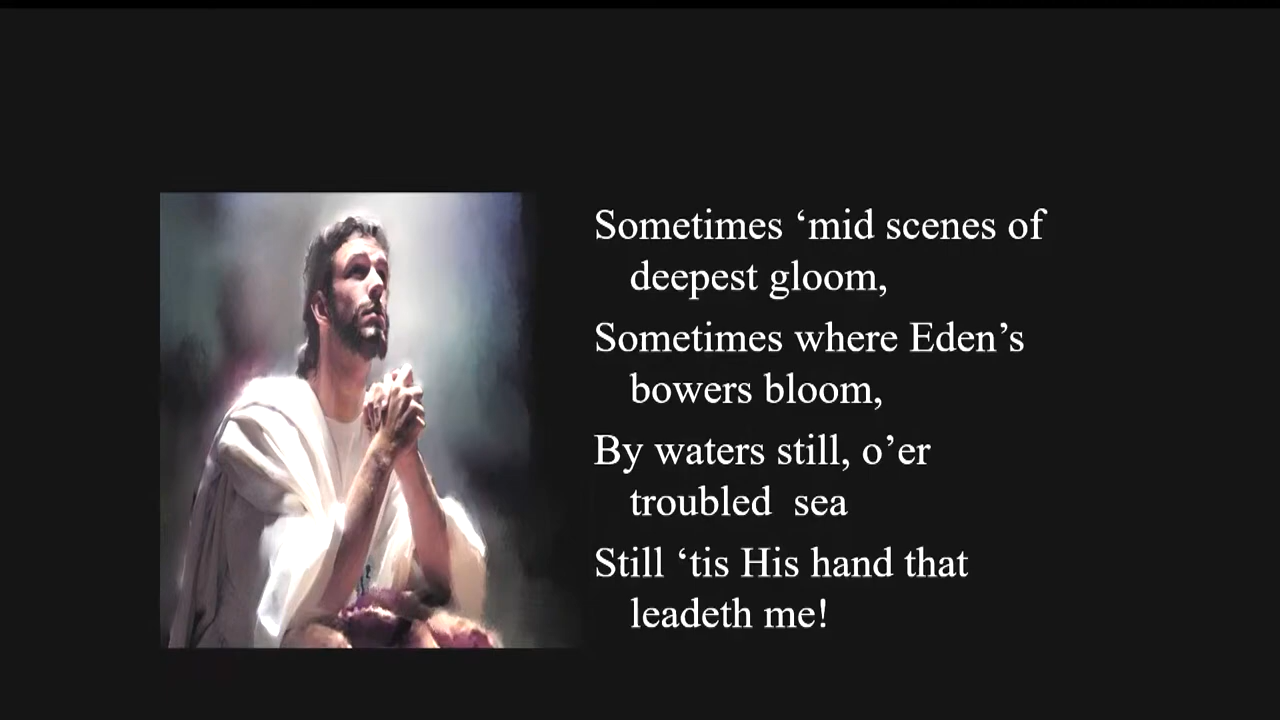 Sometimes ‘mid scenes of
deepest gloom,
Sometimes where Eden’s
bowers bloom,
By waters still, o’er
troubled  sea
Still ‘tis His hand that
leadeth me!